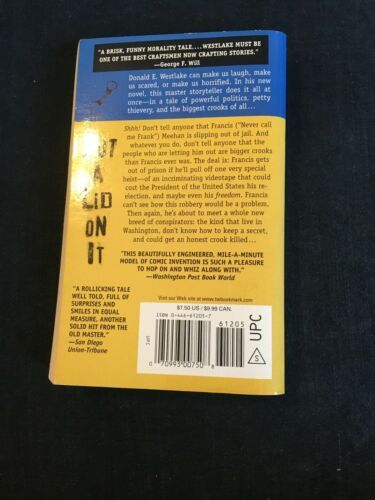 "A BRISK, FUNNY MORALITY TALE....WESTLAKE MUST BE
ONE OF THE BEST CRAFTSMEN NOW CRAFTING STORIES."
—George F. Will
Donald E. Westlake can make us laugh, make
us scared, or make us horrified. In his new
novel, this master storyteller does it all at
once—in a tale of powerful politics, petty
thievery, and the biggest crooks of all...
Shhh! Don't tell anyone that Francis ("Never call
me Frank") Meehan is slipping out of jail. And
whatever you do, don't tell anyone that the
people who are letting him out are bigger crooks
than Francis ever was. The deal is: Francis gets
out of prison if he'll pull off one very special
heist—of an incriminating videotape that could
cost the President of the United States his re-
election, and maybe even his freedom. Francis
can't see how this robbery would be a problem.
Then again, he's about to meet a whole new
breed of conspirators: the kind that live in
Washington, don't know how to keep a secret,
and could get an honest crook killed...
"THIS BEAUTIFULLY ENGINEERED, MILE-A-MINUTE
MODEL OF COMIC INVENTION IS SUCH A PLEASURE
TO HOP ON AND WHIZ ALONG WITH."
—Washington Post Book World
"A ROLLICKING TALE
WELL TOLD, FULL OF
SURPRISES AND
SMILES IN EQUAL
MEASURE. ANOTHER
SOLID HIT FROM THE
OLD MASTER."
—San Diego
Union-Tribune
Visit our Web site at www.twbookmark.com
$7.50 US / $9.99 CAN.
ISBN 0-446-61205-7
61205
UPC
S
0 70993 00750 8
UT
A
LID
ON
IT